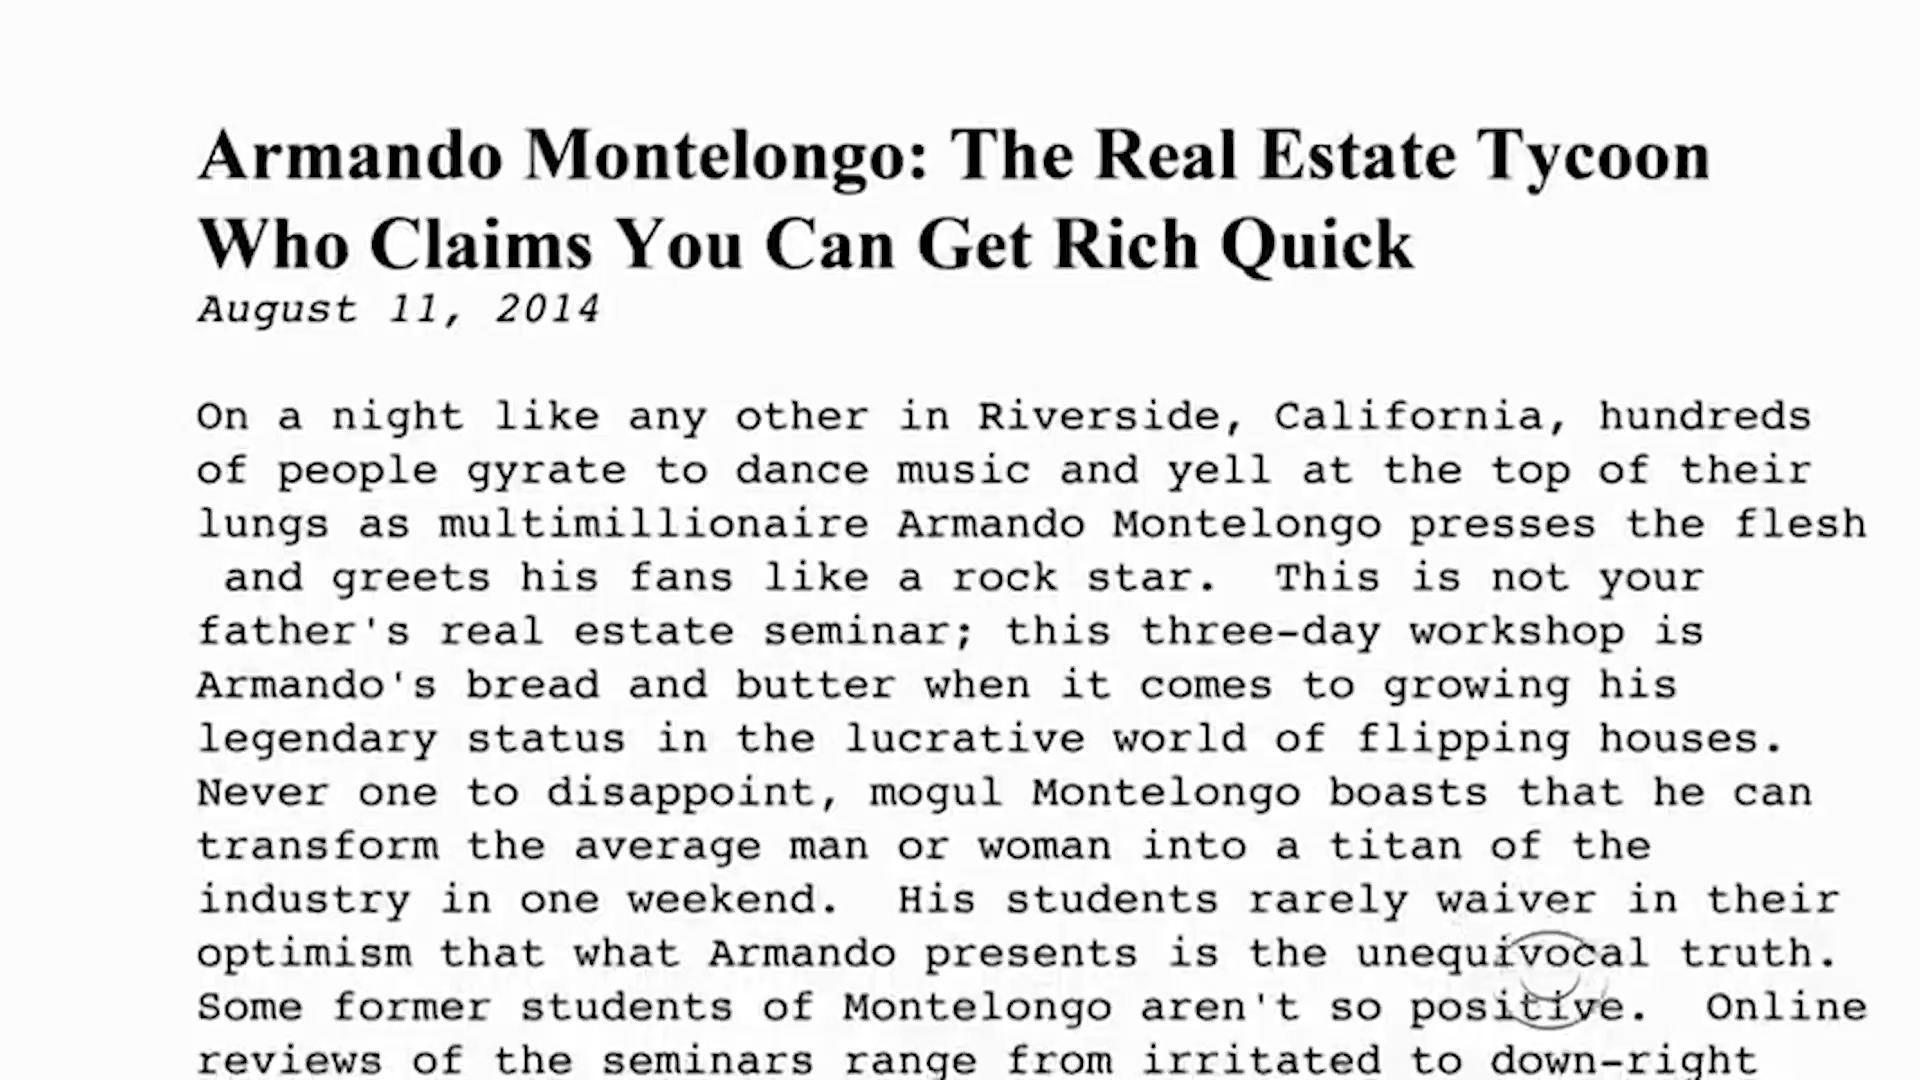 Armando Montelongo: The Real Estate Tycoon
Who Claims You Can Get Rich Quick
August 11, 2014
On a night like any other in Riverside, California, hundreds
of people gyrate to dance music and yell at the top of their
lungs as multimillionaire Armando Montelongo presses the flesh
and greets his fans like a rock star.  This is not your
father's real estate seminar; this three-day workshop is
Armando's bread and butter when it comes to growing his
legendary status in the lucrative world of flipping houses.
Never one to disappoint, mogul Montelongo boasts that he can
transform the average man or woman into a titan of the
industry in one weekend.  His students rarely waiver in their
optimism that what Armando presents is the unequivocal truth.
Some former students of Montelongo aren't so positive.  Online
reviews of the seminars range from irritated to down-right